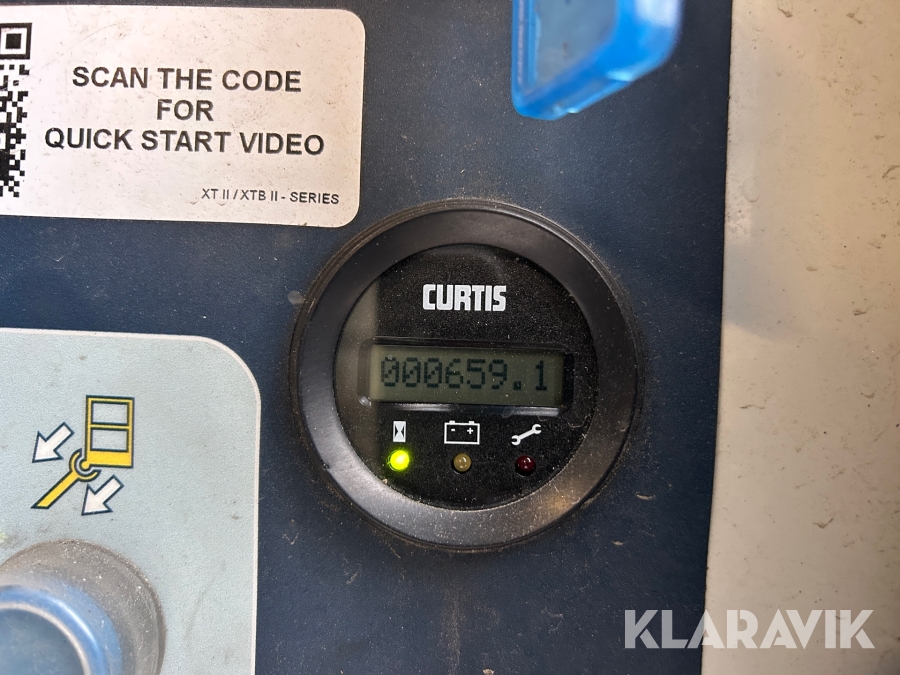 SCAN THE CODE
FOR
QUICK START VIDEO
XT II / XTB II - SERIES
CURTIS
000659.1
KLARAVIK